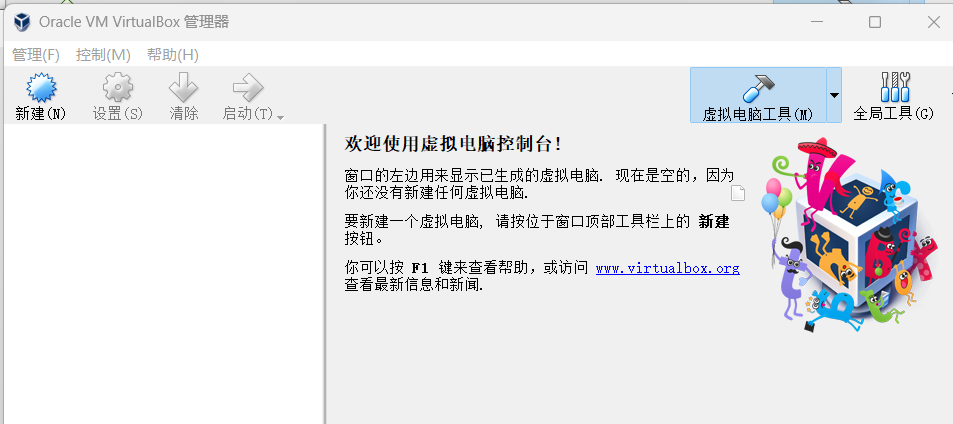 Oracle VM VirtualBox 管理器
管理(F) 控制(M) 帮助(H)
新建(N) 设置(S) 清除 启动(T) 虚拟电脑工具(M) 全局工具(G)
欢迎使用虚拟电脑控制台!
窗口的左边用来显示已生成的虚拟电脑. 现在是空的, 因为
你还没有新建任何虚拟电脑.
要新建一个虚拟电脑, 请按位于窗口顶部工具栏上的 新建
按钮。
你可以按 F1 键来查看帮助, 或访问 www.virtualbox.org
查看最新信息和新闻.